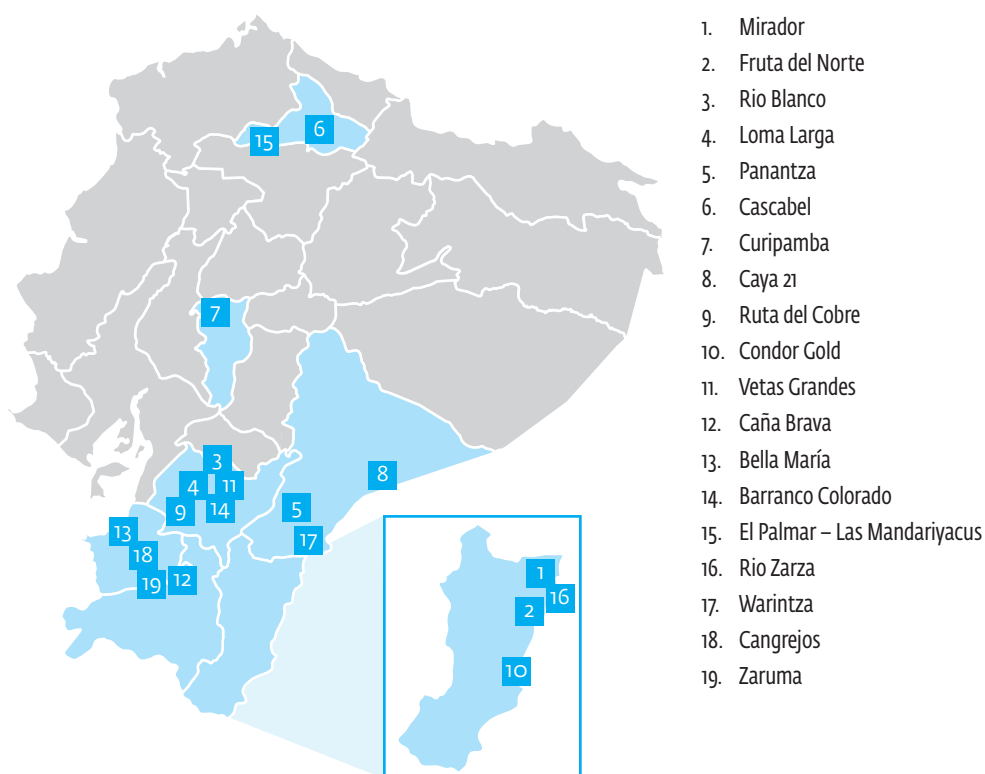 15
6
7
3
4
11
9
14
8
5
17
13
18
19
12
1
16
2
10
1. Mirador
2. Fruta del Norte
3. Rio Blanco
4. Loma Larga
5. Panantza
6. Cascabel
7. Curipamba
8. Caya 21
9. Ruta del Cobre
10. Condor Gold
11. Vetas Grandes
12. Caña Brava
13. Bella María
14. Barranco Colorado
15. El Palmar – Las Mandariyacus
16. Rio Zarza
17. Warintza
18. Cangrejos
19. Zaruma